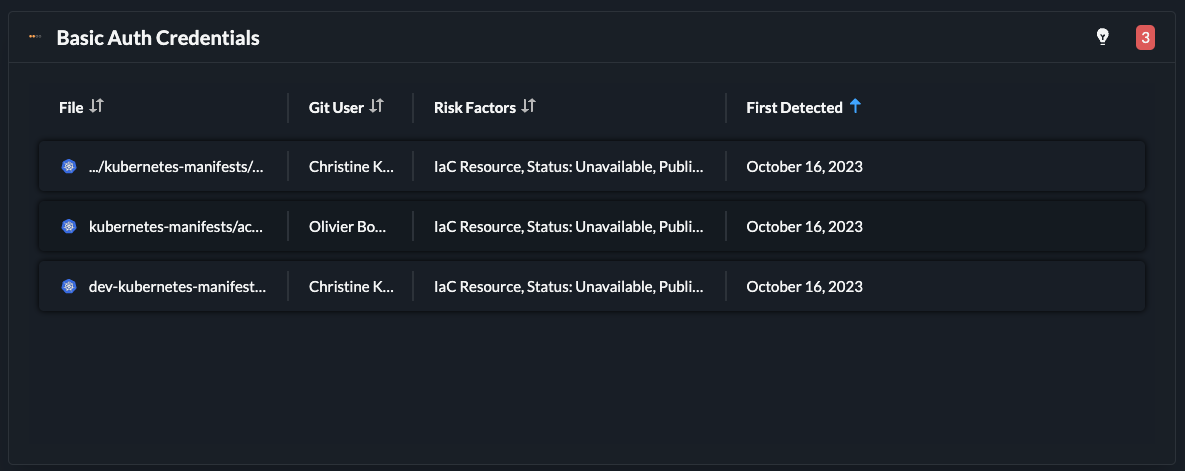 Basic Auth Credentials 3
File Git User Risk Factors First Detected
.../kubernetes-manifests/... Christine K... IaC Resource, Status: Unavailable, Publi... October 16, 2023
kubernetes-manifests/ac... Olivier Bo... IaC Resource, Status: Unavailable, Publi... October 16, 2023
dev-kubernetes-manifest... Christine K... IaC Resource, Status: Unavailable, Publi... October 16, 2023